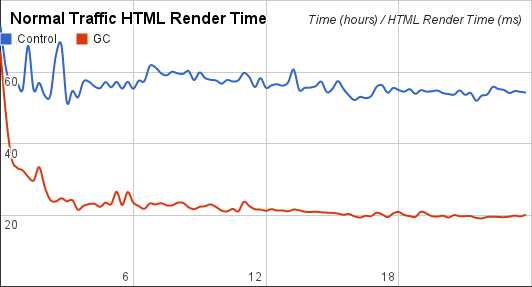 Normal Traffic HTML Render Time
Time (hours) / HTML Render Time (ms)
Control GC
60
40
20
6 12 18